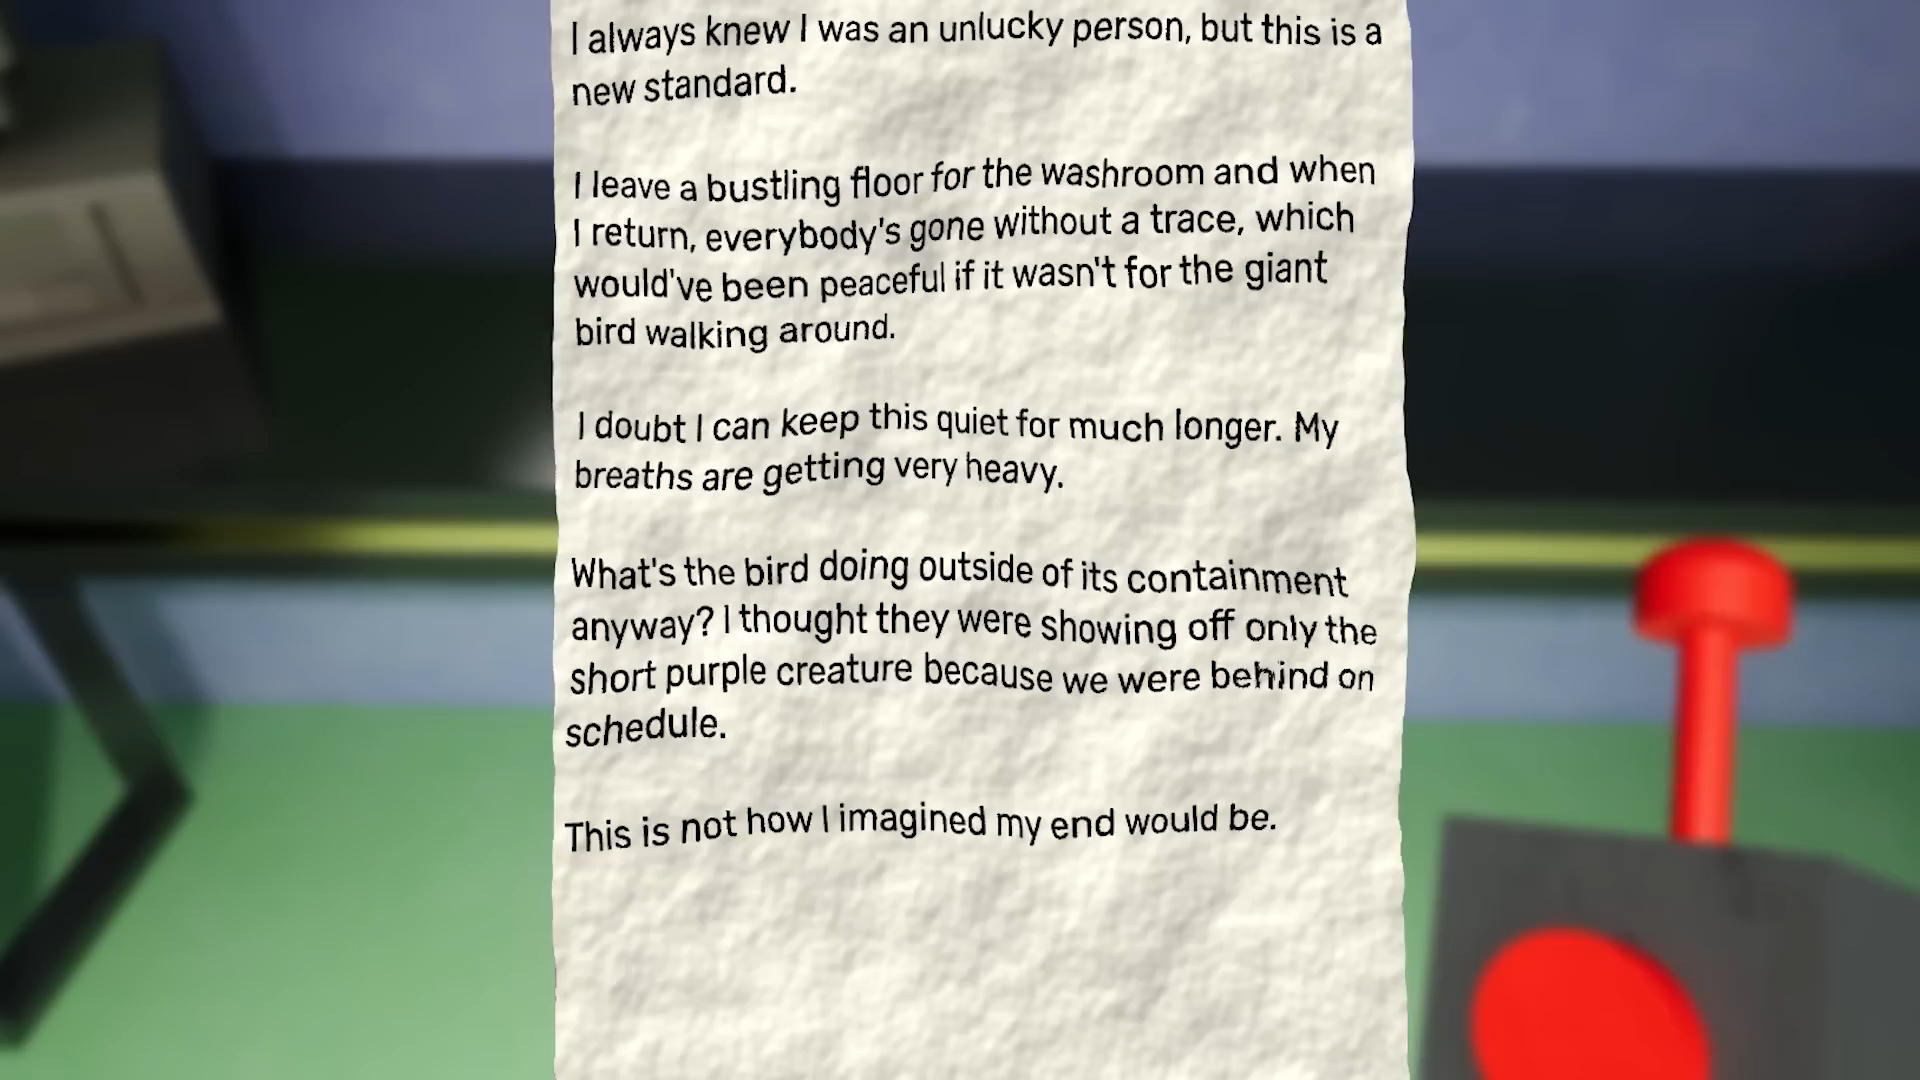 I always knew I was an unlucky person, but this is a
new standard.
I leave a bustling floor for the washroom and when
I return, everybody's gone without a trace, which
would've been peaceful if it wasn't for the giant
bird walking around.
I doubt I can keep this quiet for much longer. My
breaths are getting very heavy.
What's the bird doing outside of its containment
anyway? I thought they were showing off only the
short purple creature because we were behind on
schedule.
This is not how I imagined my end would be.